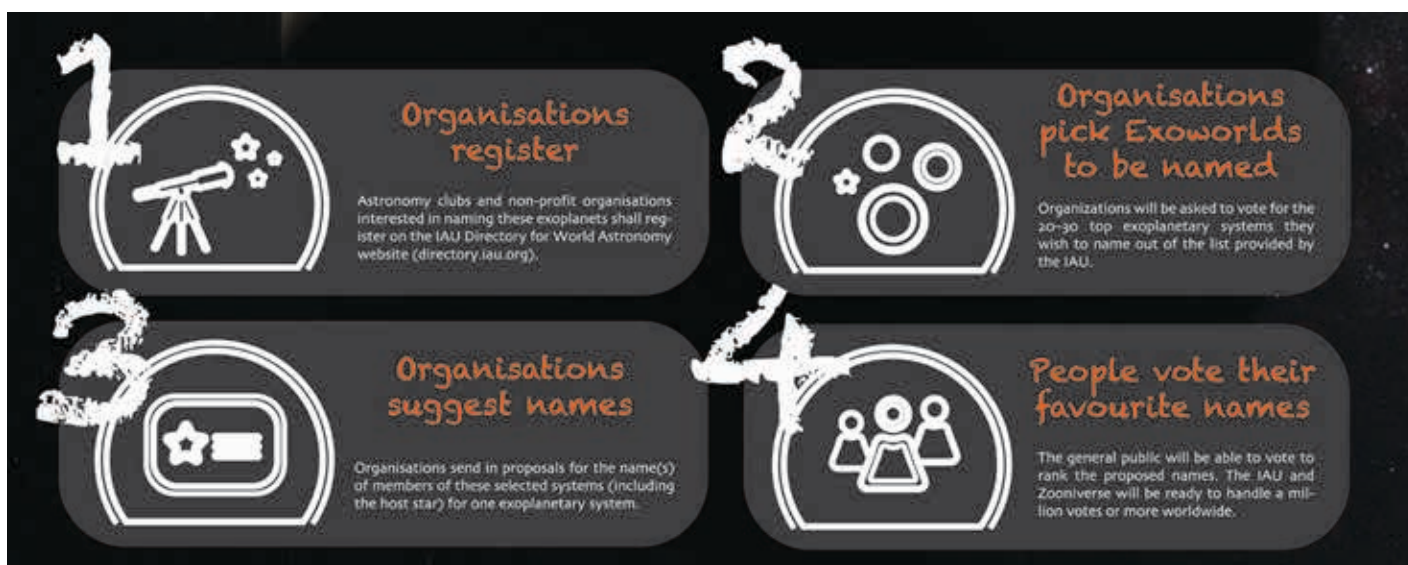 1
Organisations
register
Astronomy clubs and non-profit organisations
interested in naming these exoplanets shall reg-
ister on the IAU Directory for World Astronomy
website (directory.iau.org).
2
Organisations
pick Exoworlds
to be named
Organizations will be asked to vote for the
20-30 top exoplanetary systems they
wish to name out of the list provided by
the IAU.
3
Organisations
suggest names
Organisations send in proposals for the name(s)
of members of these selected systems (including
the host star) for one exoplanetary system.
4
People vote their
favourite names
The general public will be able to vote to
rank the proposed names. The IAU and
Zooniverse will be ready to handle a mil-
lion votes or more worldwide.